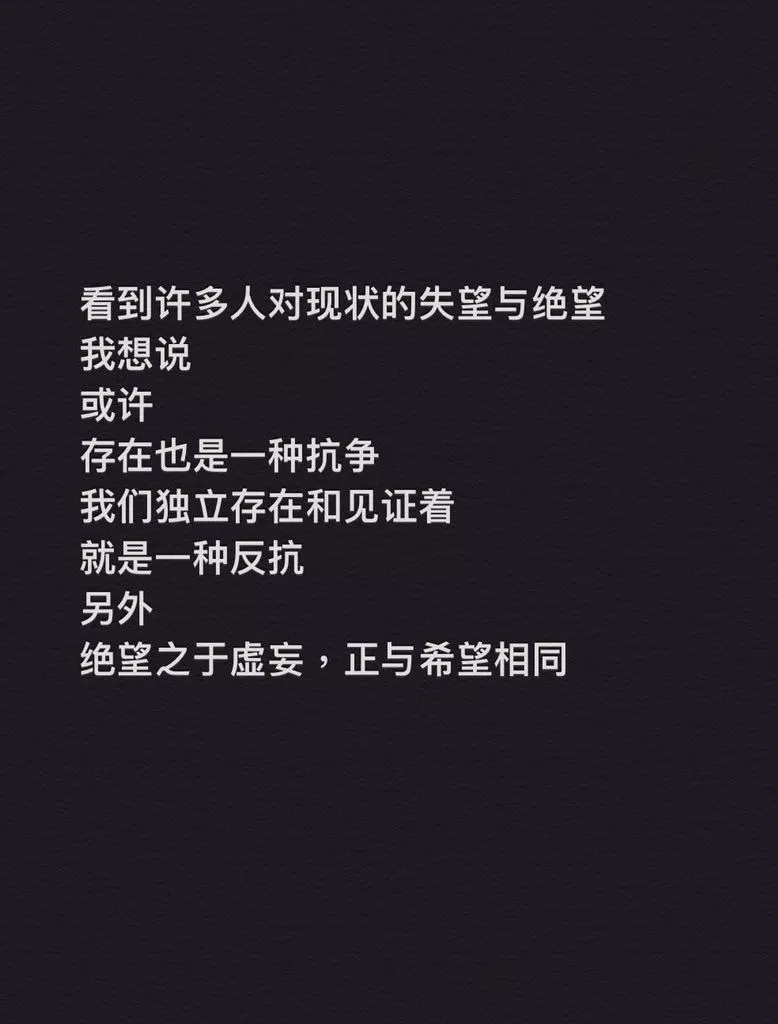 看到许多人对现状的失望与绝望
我想说
或许
存在也是一种抗争
我们独立存在和见证着
就是一种反抗
另外
绝望之于虚妄，正与希望相同